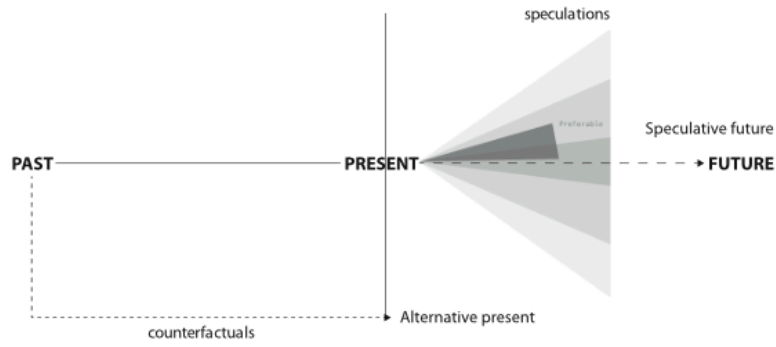 speculations
Preferable
Speculative future
PAST
PRESENT
FUTURE
Alternative present
counterfactuals